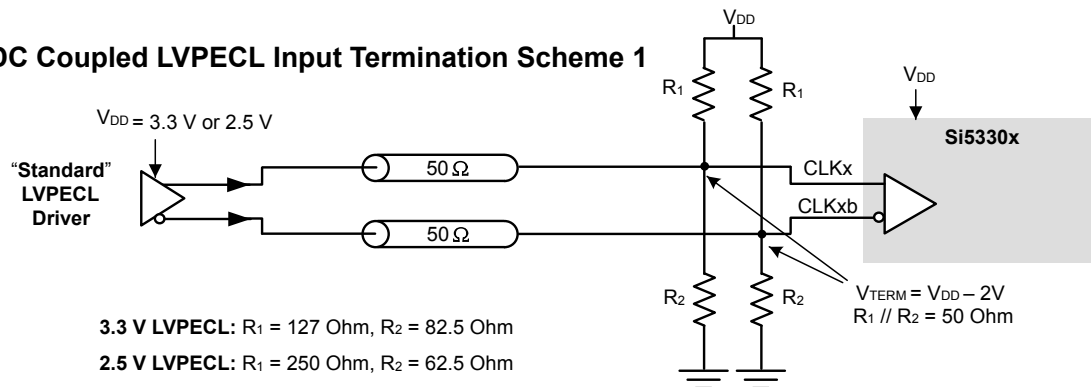 VDD
DC Coupled LVPECL Input Termination Scheme 1
R1
R1
VDD
VDD = 3.3 V or 2.5 V
Si5330x
"Standard"
LVPECL
Driver
50 Ω
CLKx
CLKxb
50 Ω
R2
R2
VTERM = VDD – 2V
R1 // R2 = 50 Ohm
3.3 V LVPECL: R1 = 127 Ohm, R2 = 82.5 Ohm
2.5 V LVPECL: R1 = 250 Ohm, R2 = 62.5 Ohm